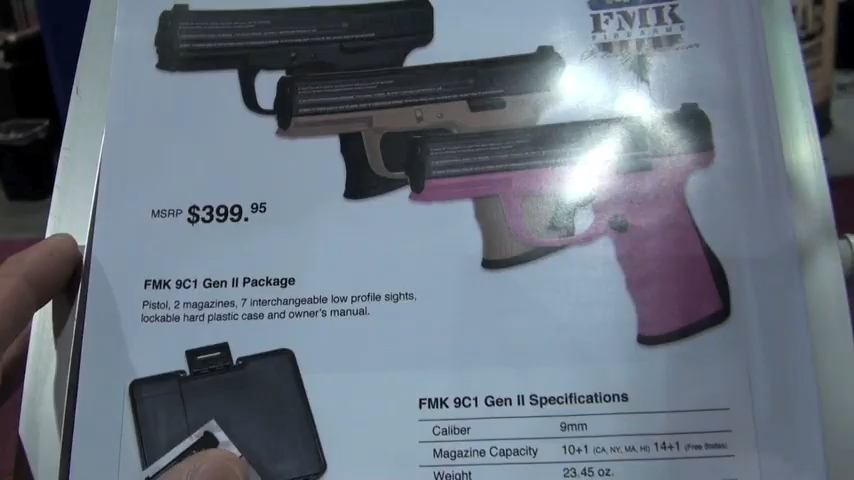 FMK
FIREARMS
MSRP $399.95
FMK 9C1 Gen II Package
Pistol, 2 magazines, 7 interchangeable low profile sights,
lockable hard plastic case and owner's manual.
FMK 9C1 Gen II Specifications
Caliber 9mm
Magazine Capacity 10+1 (CA, NY, MA, HI) 14+1 (Free States)
Weight 23.45 oz.